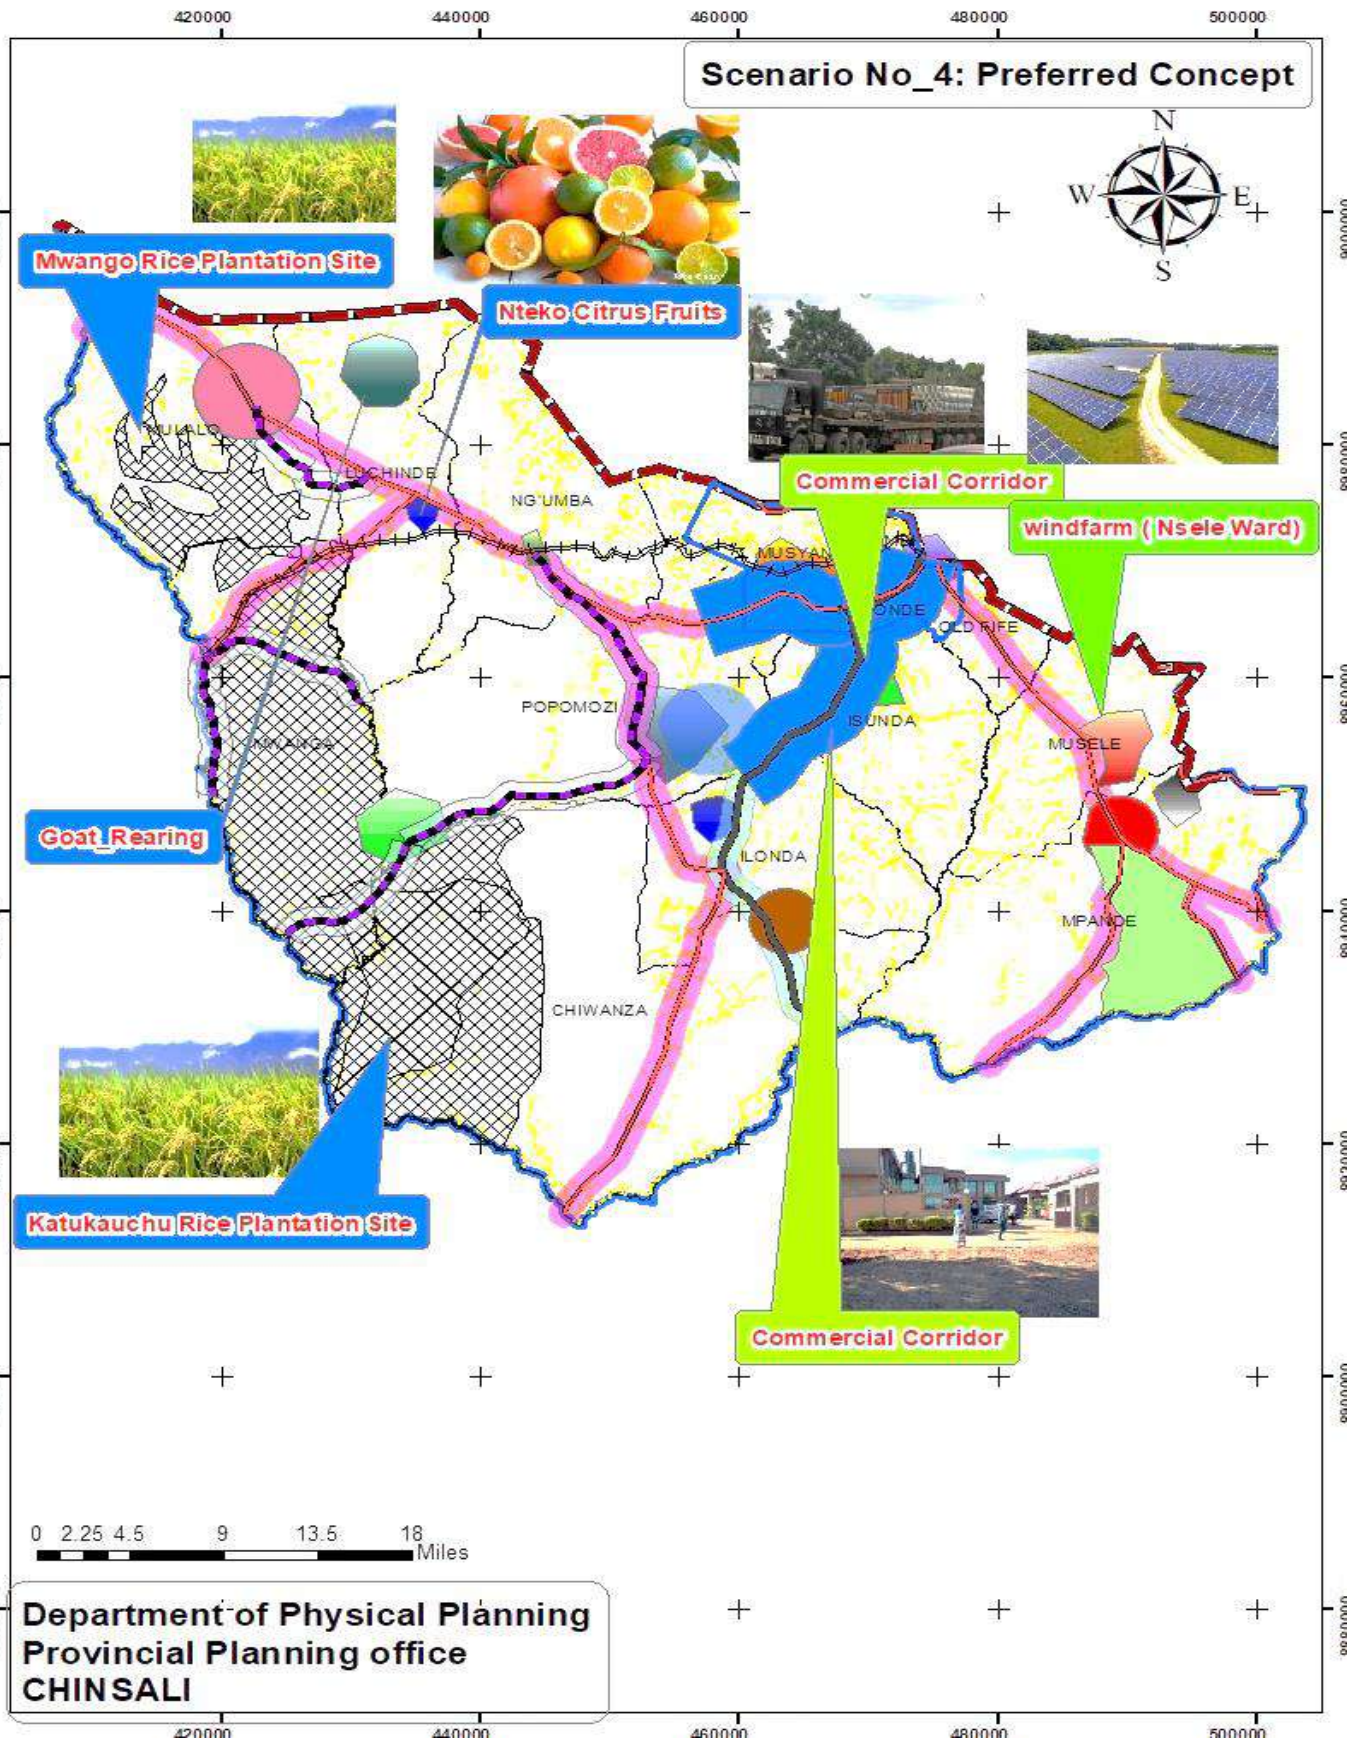 420000 440000 460000 480000 500000
Scenario No_4: Preferred Concept
N
W E
S
Mwango Rice Plantation Site
Nteko Citrus Fruits
Commercial Corridor
windfarm ( Nsele Ward)
LUCHINDE
NG'UMBA
MUSYAN
ONDE
OLD FIFE
POPOMOZI
ISUNDA
MWANGA
MUSELE
Goat_Rearing
ILONDA
MPANDE
CHIWANZA
Katukauchu Rice Plantation Site
Commercial Corridor
0 2.25 4.5 9 13.5 18
Miles
Department of Physical Planning
Provincial Planning office
CHINSALI
420000 440000 460000 480000 500000